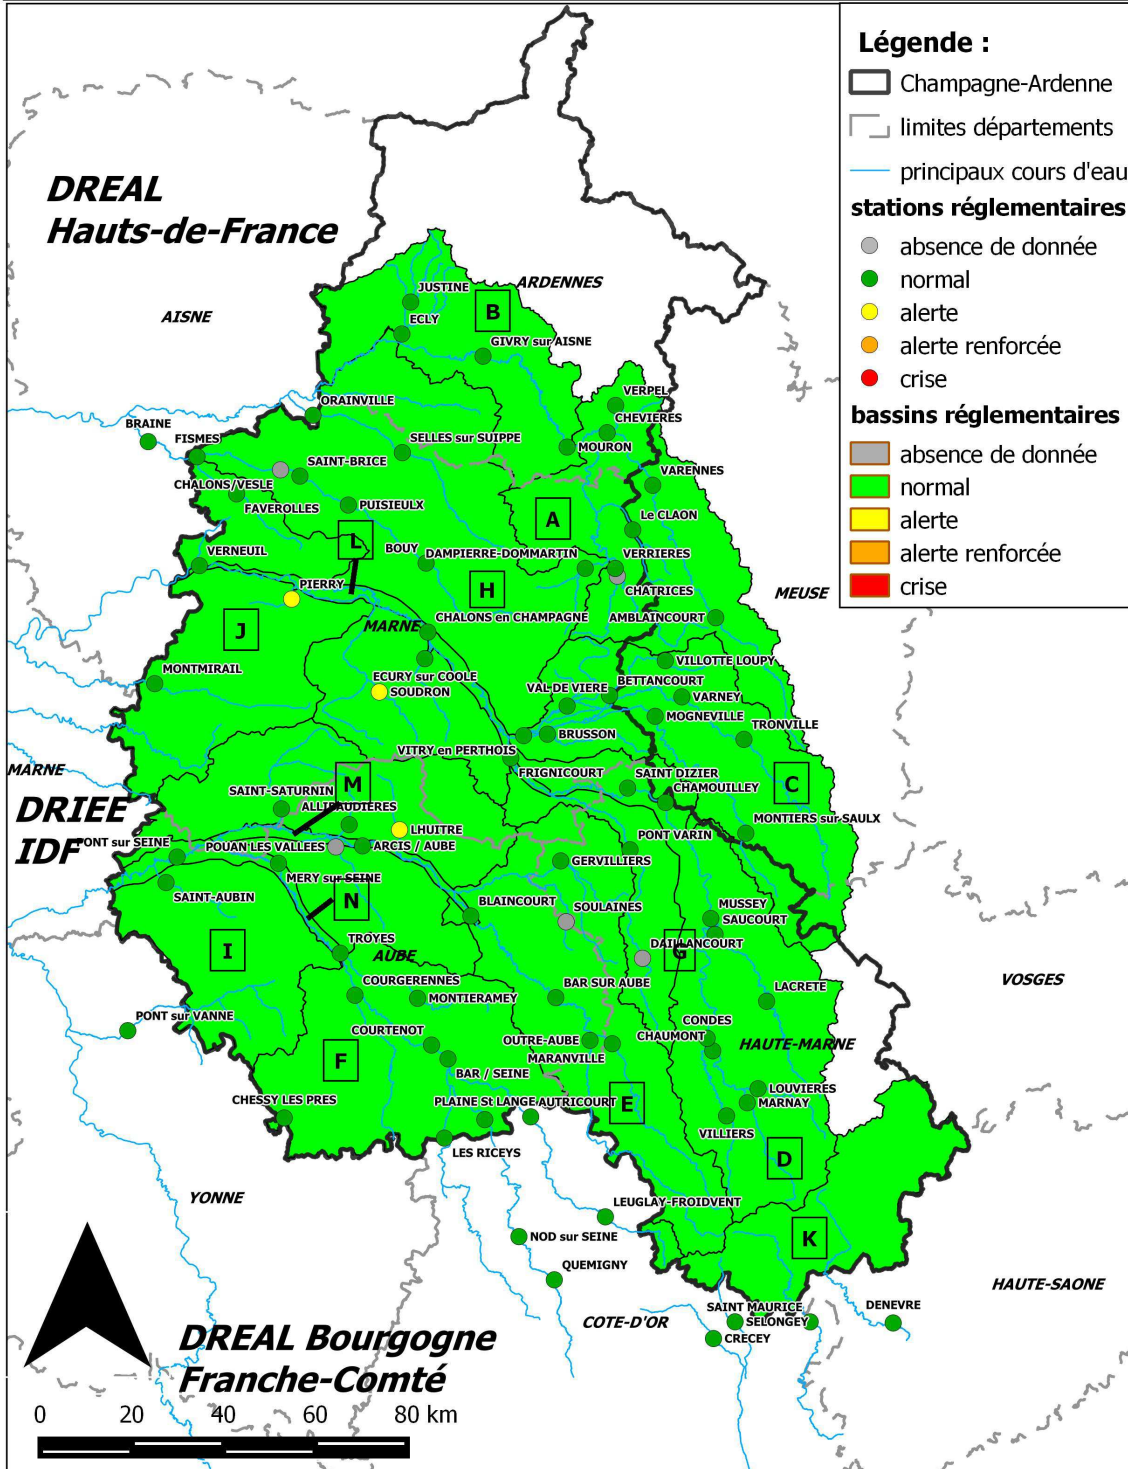 Légende :
Champagne-Ardenne
limites départements
principaux cours d'eau
stations réglementaires
absence de donnée
normal
alerte
alerte renforcée
crise
bassins réglementaires
absence de donnée
normal
alerte
alerte renforcée
crise
DREAL
Hauts-de-France
ARDENNES
AISNE
JUSTINE
B
ECLY
GIVRY sur AISNE
VERPEL
ORAINVILLE
CHEVIERES
BRAINE
FISMES
SELLES sur SUIPPE
MOURON
SAINT-BRICE
VARENNES
CHALONS/VESLE
FAVEROLLES
PUISIEULX
A
Le CLAON
L
VERNEUIL
BOUY
DAMPIERRE-DOMMARTIN
VERRIERES
PIERRY
H
CHATRICES
MEUSE
J
MARNE
CHALONS en CHAMPAGNE
AMBLAINCOURT
MONTMIRAIL
VILLOTTE LOUPY
ECURY sur COOLE
SOUDRON
VAL DE VIERE
BETTANCOURT
VARNEY
MOGNEVILLE
BRUSSON
TRONVILLE
VITRY en PERTHOIS
MARNE
FRIGNICOURT
SAINT DIZIER
M
C
SAINT-SATURNIN
CHAMOUILLEY
DRIEE
IDF
ALLIBAUDIERES
LHUITRE
MONTIERS sur SAULX
PONT sur SEINE
POUAN LES VALLEES
ARCIS / AUBE
PONT VARIN
GERVILLIERS
MERY sur SEINE
SAINT-AUBIN
N
BLAINCOURT
SOULAINES
MUSSEY
SAUCOURT
TROYES
I
DAILLANCOURT
G
AUBE
COURGERENNES
MONTIERAMEY
BAR SUR AUBE
LACRETE
VOSGES
PONT sur VANNE
COURTENOT
CONDES
OUTRE-AUBE
CHAUMONT
HAUTE-MARNE
F
MARANVILLE
BAR / SEINE
LOUVIERES
CHESSY LES PRES
PLAINE St LANGE
AUTRICOURT
E
MARNAY
VILLIERS
LES RICEYS
D
YONNE
LEUGLAY-FROIDVENT
NOD sur SEINE
K
QUEMIGNY
HAUTE-SAONE
SAINT MAURICE
DENEVRE
COTE-D'OR
SELONGEY
CRECEY
DREAL Bourgogne
Franche-Comté
0 20 40 60 80 km